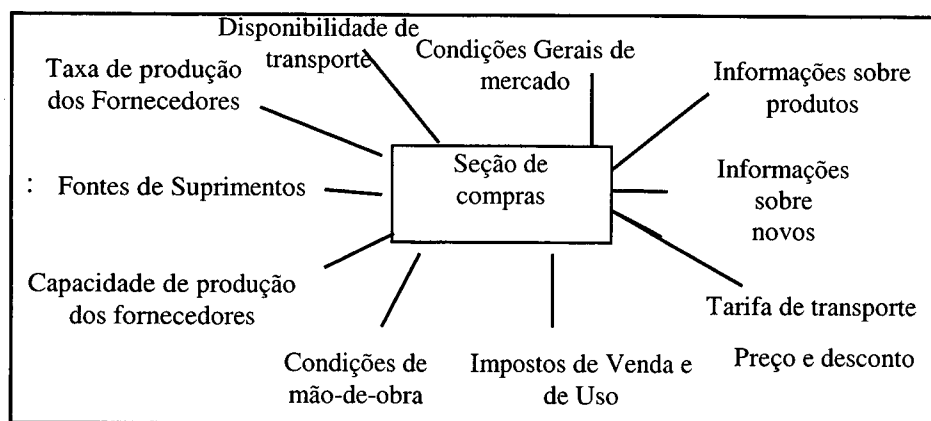 Disponibilidade de
transporte
Condições Gerais de
mercado
Taxa de produção
dos Fornecedores
Informações sobre
produtos
Seção de
compras
: Fontes de Suprimentos
Informações
sobre
novos
Capacidade de produção
dos fornecedores
Tarifa de transporte
Preço e desconto
Condições de
mão-de-obra
Impostos de Venda e
de Uso